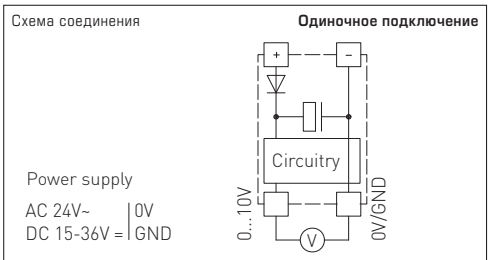 Схема соединения
Одиночное подключение
+ −
Circuitry
Power supply
AC 24V~ 0V
DC 15-36V = GND
0...10V
0V/GND
V